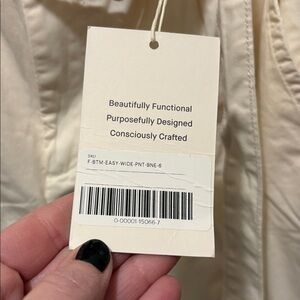 Beautifully Functional
Purposefully Designed
Consciously Crafted
SKU
F-BTM-EASY-WIDE-PNT-BNE-6
0-00001-15066-7